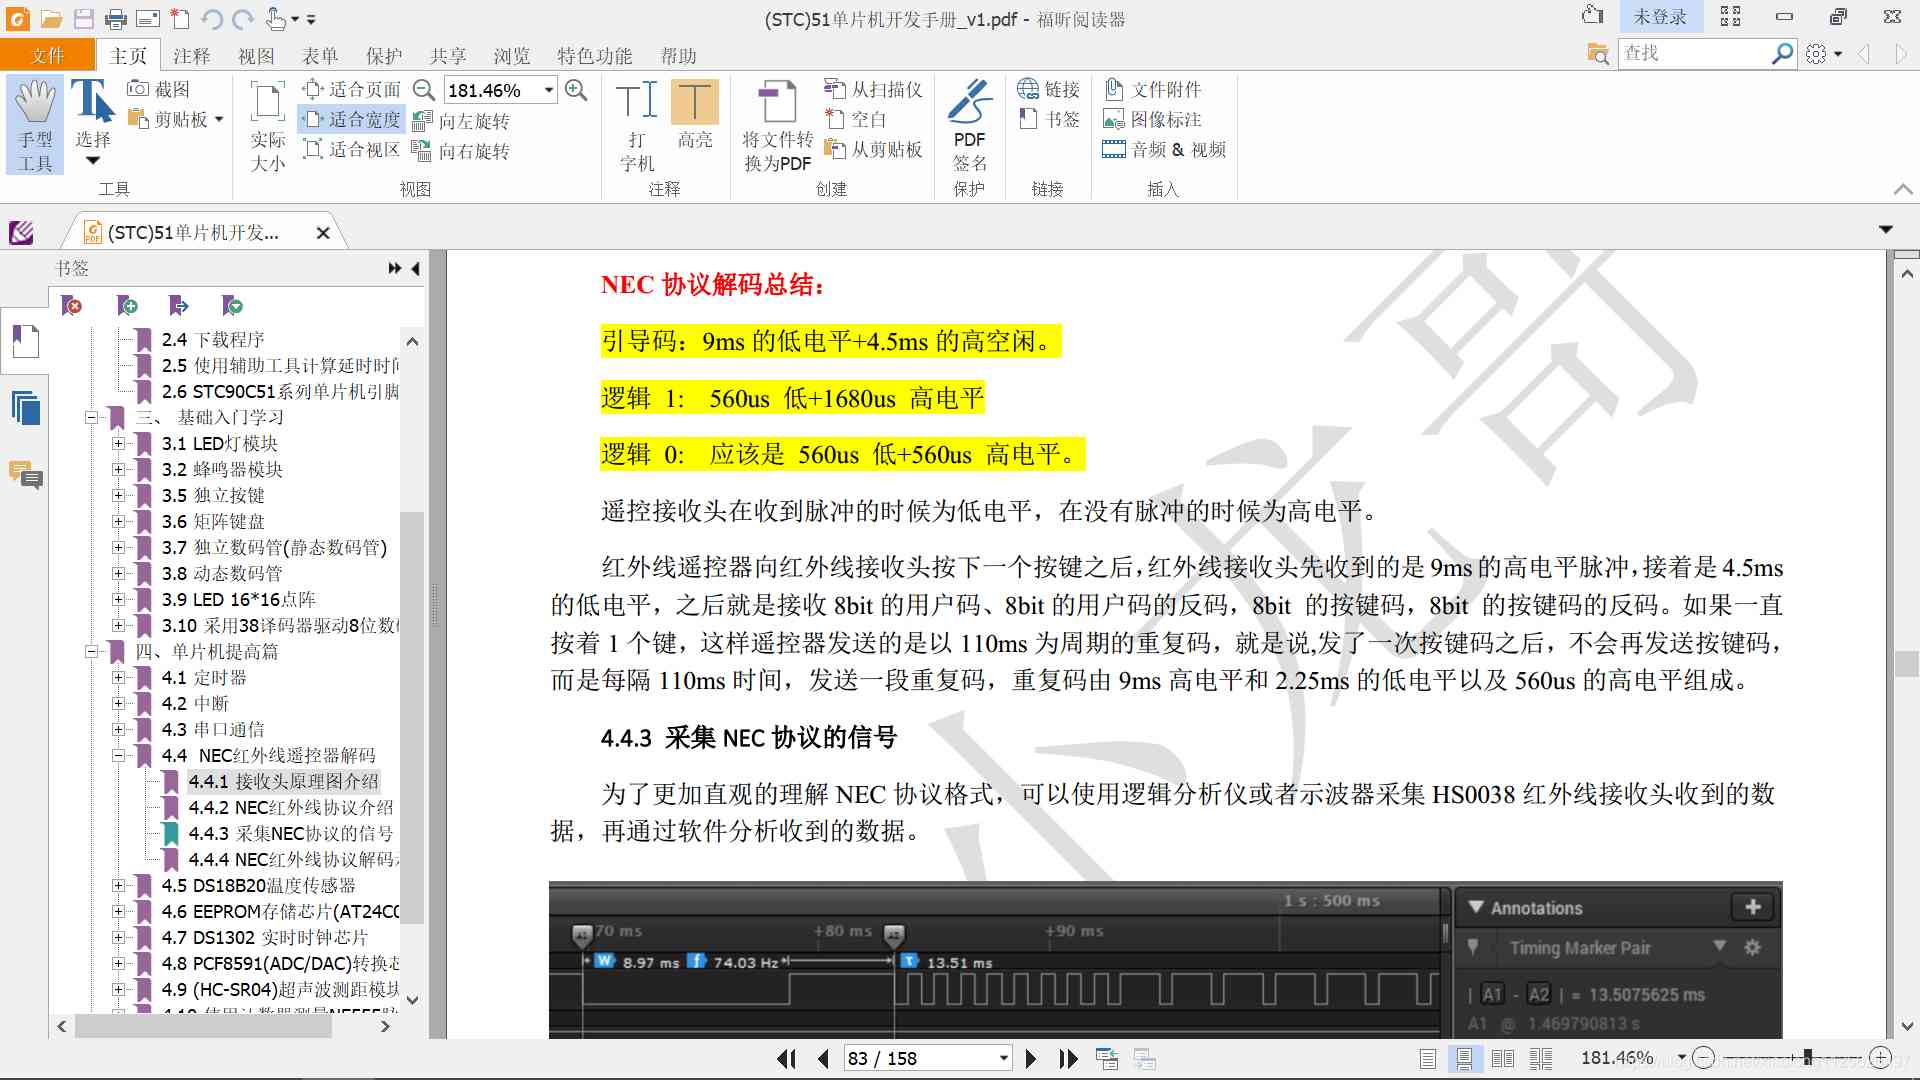 (STC)51单片机开发手册_v1.pdf - 福昕阅读器
未登录
文件 主页 注释 视图 表单 保护 共享 浏览 特色功能 帮助
查找
手型工具
选择
截图
剪贴板
工具
实际大小
适合页面
适合宽度
适合视区
181.46%
向左旋转
向右旋转
视图
打字机
高亮
注释
将文件转换为PDF
从扫描仪
空白
从剪贴板
创建
PDF签名
保护
链接
书签
链接
文件附件
图像标注
音频 & 视频
插入
(STC)51单片机开发...
书签
2.4 下载程序
2.5 使用辅助工具计算延时时间
2.6 STC90C51系列单片机引脚
三、 基础入门学习
3.1 LED灯模块
3.2 蜂鸣器模块
3.5 独立按键
3.6 矩阵键盘
3.7 独立数码管(静态数码管)
3.8 动态数码管
3.9 LED 16*16点阵
3.10 采用38译码器驱动8位数
四、单片机提高篇
4.1 定时器
4.2 中断
4.3 串口通信
4.4 NEC红外线遥控器解码
4.4.1 接收头原理图介绍
4.4.2 NEC红外线协议介绍
4.4.3 采集NEC协议的信号
4.4.4 NEC红外线协议解码
4.5 DS18B20温度传感器
4.6 EEPROM存储芯片(AT24C0
4.7 DS1302 实时时钟芯片
4.8 PCF8591(ADC/DAC)转换芯
4.9 (HC-SR04)超声波测距模块
小龙哥
NEC 协议解码总结：
引导码：9ms 的低电平+4.5ms 的高空闲。
逻辑 1: 560us 低+1680us 高电平
逻辑 0: 应该是 560us 低+560us 高电平。
遥控接收头在收到脉冲的时候为低电平，在没有脉冲的时候为高电平。
红外线遥控器向红外线接收头按下一个按键之后,红外线接收头先收到的是 9ms 的高电平脉冲,接着是 4.5ms
的低电平，之后就是接收 8bit 的用户码、8bit 的用户码的反码，8bit 的按键码，8bit 的按键码的反码。如果一直
按着 1 个键，这样遥控器发送的是以 110ms 为周期的重复码，就是说,发了一次按键码之后，不会再发送按键码，
而是每隔 110ms 时间，发送一段重复码，重复码由 9ms 高电平和 2.25ms 的低电平以及 560us 的高电平组成。
4.4.3 采集 NEC 协议的信号
为了更加直观的理解 NEC 协议格式，可以使用逻辑分析仪或者示波器采集 HS0038 红外线接收头收到的数
据，再通过软件分析收到的数据。
1 s : 500 ms
Annotations
70 ms +80 ms +90 ms
Timing Marker Pair
W 8.97 ms f 74.03 Hz T 13.51 ms
| A1 - A2 | = 13.5075625 ms
A1 @ 1.469790813 s
83 / 158
181.46%